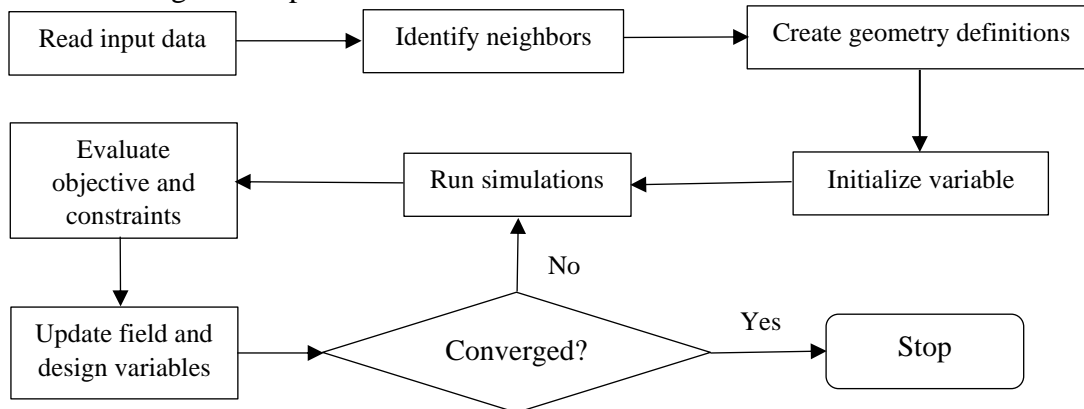 Read input data
Identify neighbors
Create geometry definitions
Initialize variable
Run simulations
Evaluate
objective and
constraints
Update field and
design variables
Converged?
No
Yes
Stop